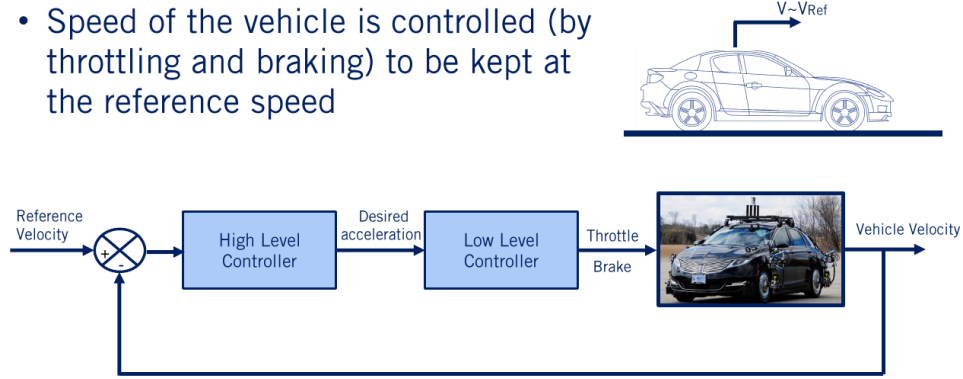 • Speed of the vehicle is controlled (by
throttling and braking) to be kept at
the reference speed
V~VRef
Reference
Velocity
+
-
High Level
Controller
Desired
acceleration
Low Level
Controller
Throttle
Brake
Vehicle Velocity